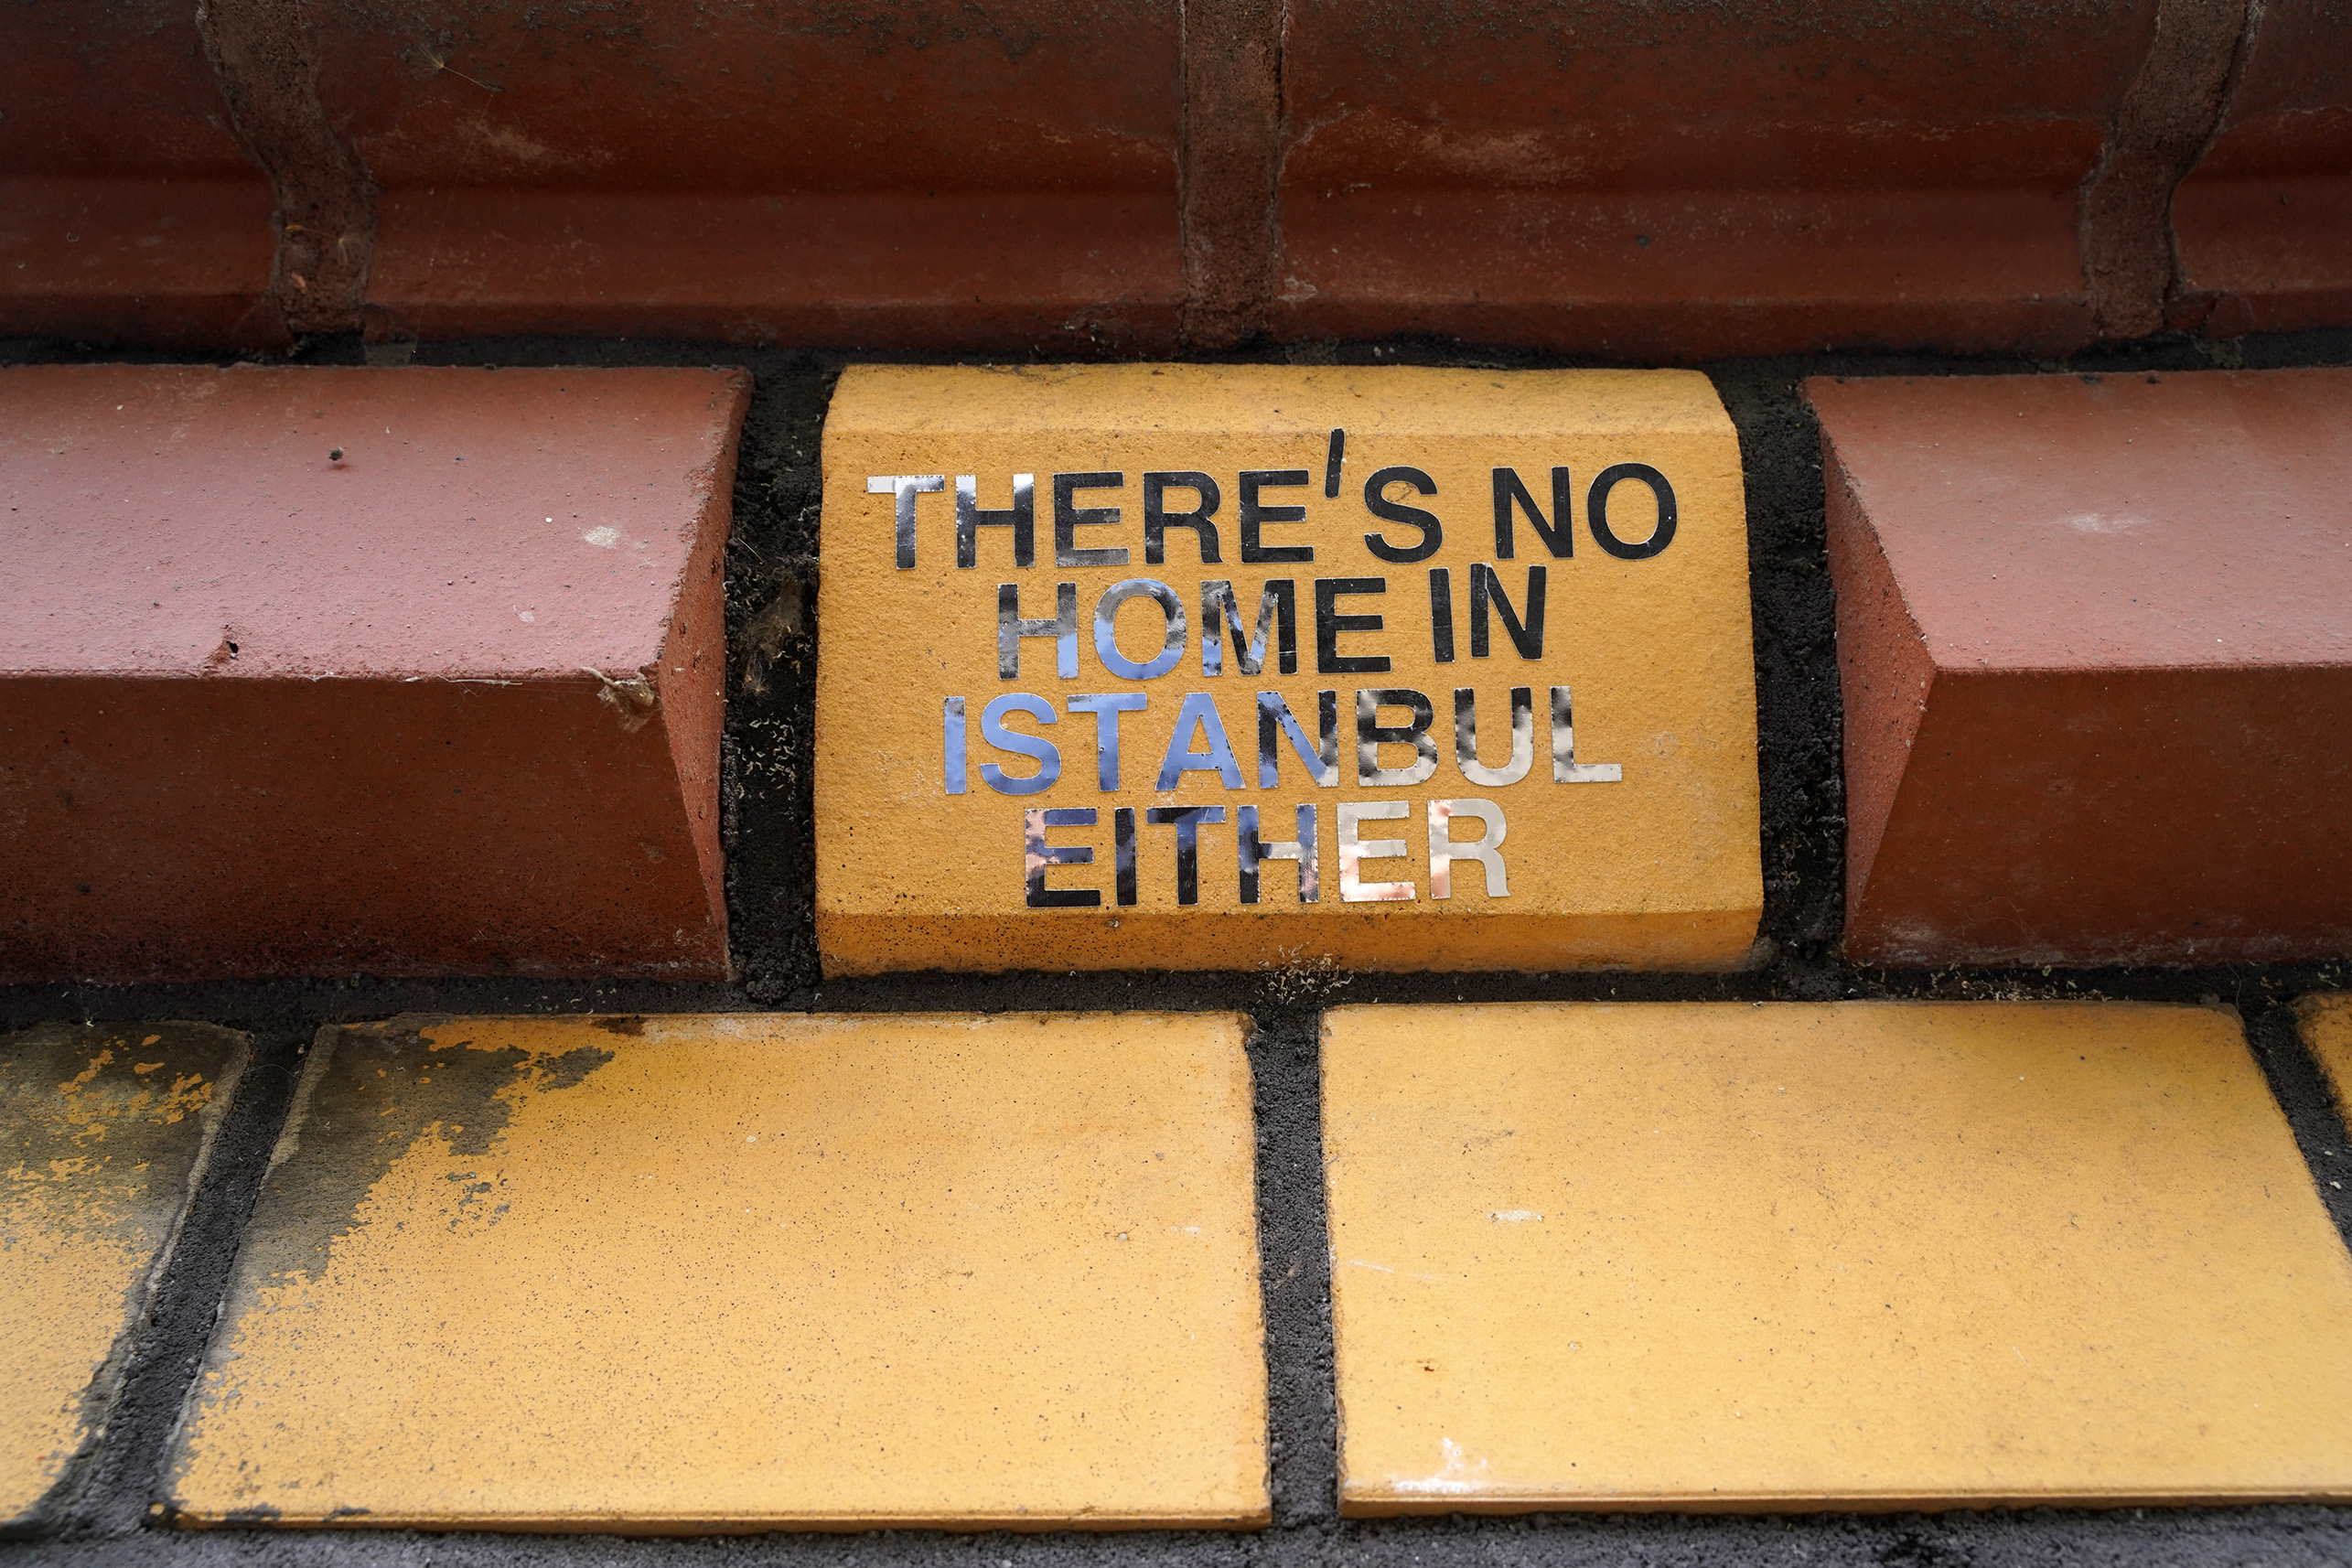 THERE'S NO
HOME IN
ISTANBUL
EITHER